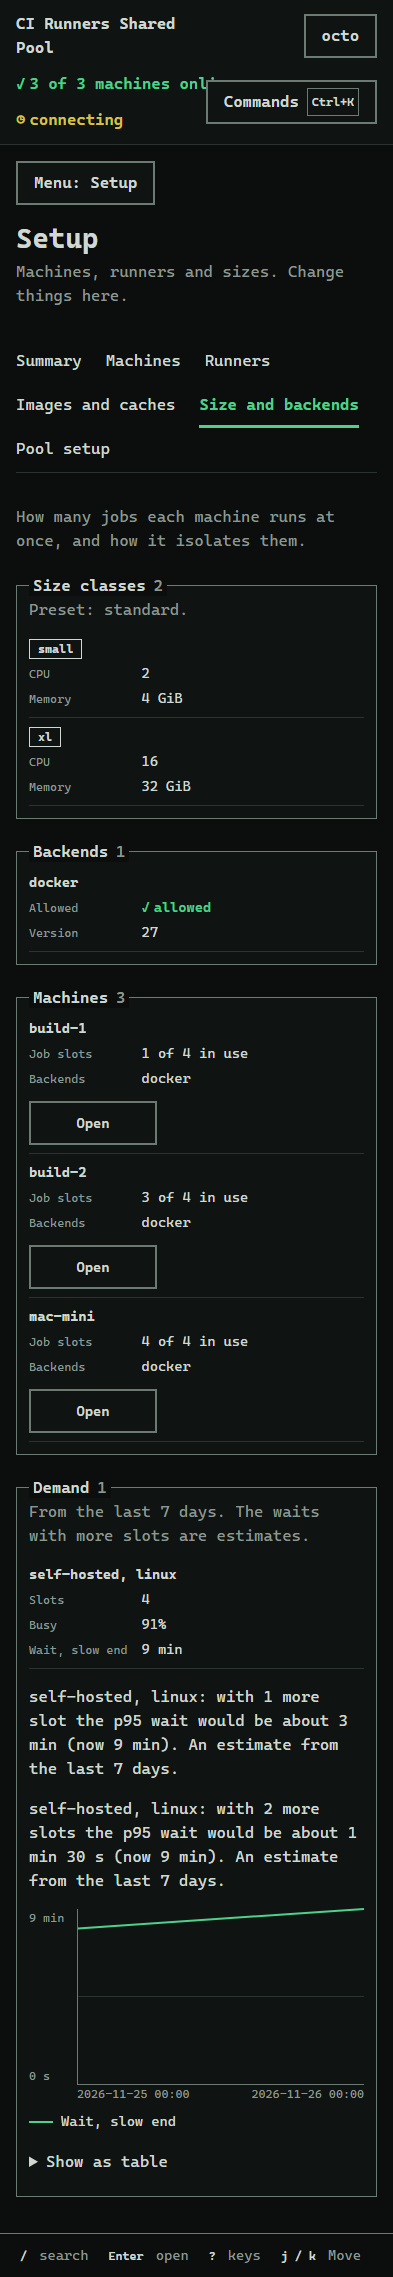 CI Runners Shared
Pool
octo
√ 3 of 3 machines
Commands Ctrl+K
connecting
Menu: Setup
Setup
Machines, runners and sizes. Change
things here.
Summary Machines Runners
Images and caches Size and backends
Pool setup
How many jobs each machine runs at
once, and how it isolates them.
Size classes 2
Preset: standard.
small
CPU 2
Memory 4 GiB
xl
CPU 16
Memory 32 GiB
Backends 1
docker
Allowed √ allowed
Version 27
Machines 3
build-1
Job slots 1 of 4 in use
Backends docker
Open
build-2
Job slots 3 of 4 in use
Backends docker
Open
mac-mini
Job slots 4 of 4 in use
Backends docker
Open
Demand 1
From the last 7 days. The waits
with more slots are estimates.
self-hosted, linux
Slots 4
Busy 91%
Wait, slow end 9 min
self-hosted, linux: with 1 more
slot the p95 wait would be about 3
min (now 9 min). An estimate from
the last 7 days.
self-hosted, linux: with 2 more
slots the p95 wait would be about 1
min 30 s (now 9 min). An estimate
from the last 7 days.
9 min
0 s
2026-11-25 00:00 2026-11-26 00:00
Wait, slow end
▶ Show as table
/ search Enter open ? keys j / k Move